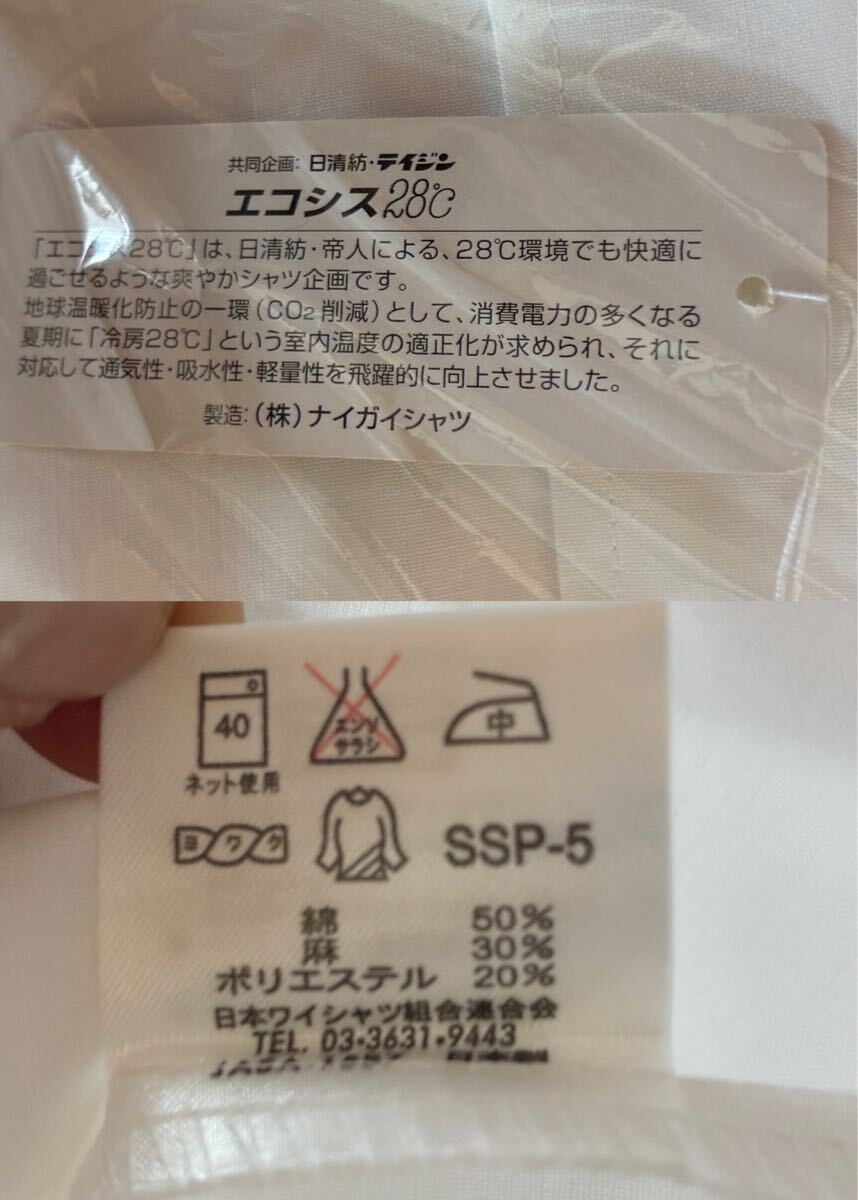 共同企画: 日清紡・テイジン
エコシス28℃
「エコシス28℃」は、日清紡・帝人による、28℃環境でも快適に
過ごせるような爽やかシャツ企画です。
地球温暖化防止の一環(CO₂削減)として、消費電力の多くなる
夏期に「冷房28℃」という室内温度の適正化が求められ、それに
対応して通気性・吸水性・軽量性を飛躍的に向上させました。
製造:(株)ナイガイシャツ
40
ネット使用
エンソ
サラシ
中
ヨワク
SSP-5
綿 50%
麻 30%
ポリエステル 20%
日本ワイシャツ組合連合会
TEL. 03-3631-9443
日本製